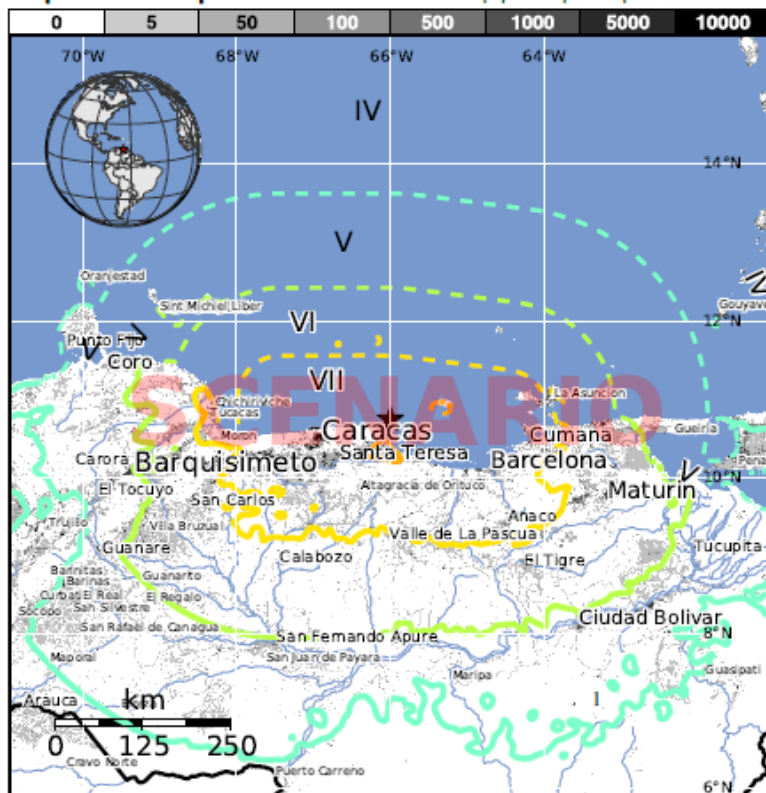 0 5 50 100 500 1000 5000 10000
70°W 68°W 66°W 64°W
IV
14°N
V
Oranjestad
Sint Michiel Liber
Gouyave
12°N
VI
Punto Fijo
V
IV
Coro
VII
SCENARIO
Chichiriviche
Tucacas
La Asuncion
Moron
Caracas
Cumana
Gueiria
Carora
Barquisimeto
Santa Teresa
Barcelona
10°N
El Tocuyo
San Carlos
Altagracia de Orituco
Maturin
V
Trujillo
Villa Bruzual
Anaco
Valle de La Pascua
Guanare
Calabozo
El Tigre
Tucupita
Barinitas
Barinas
Guanarito
Curbati El Real
El Regalo
Socopo
San Silvestre
Ciudad Bolivar
San Rafael de Canagua
San Fernando Apure
8°N
Maporal
San Juan de Payara
Maripa
Guasipati
Arauca
km
I
0 125 250
Cravo Norte
Puerto Carreno
6°N